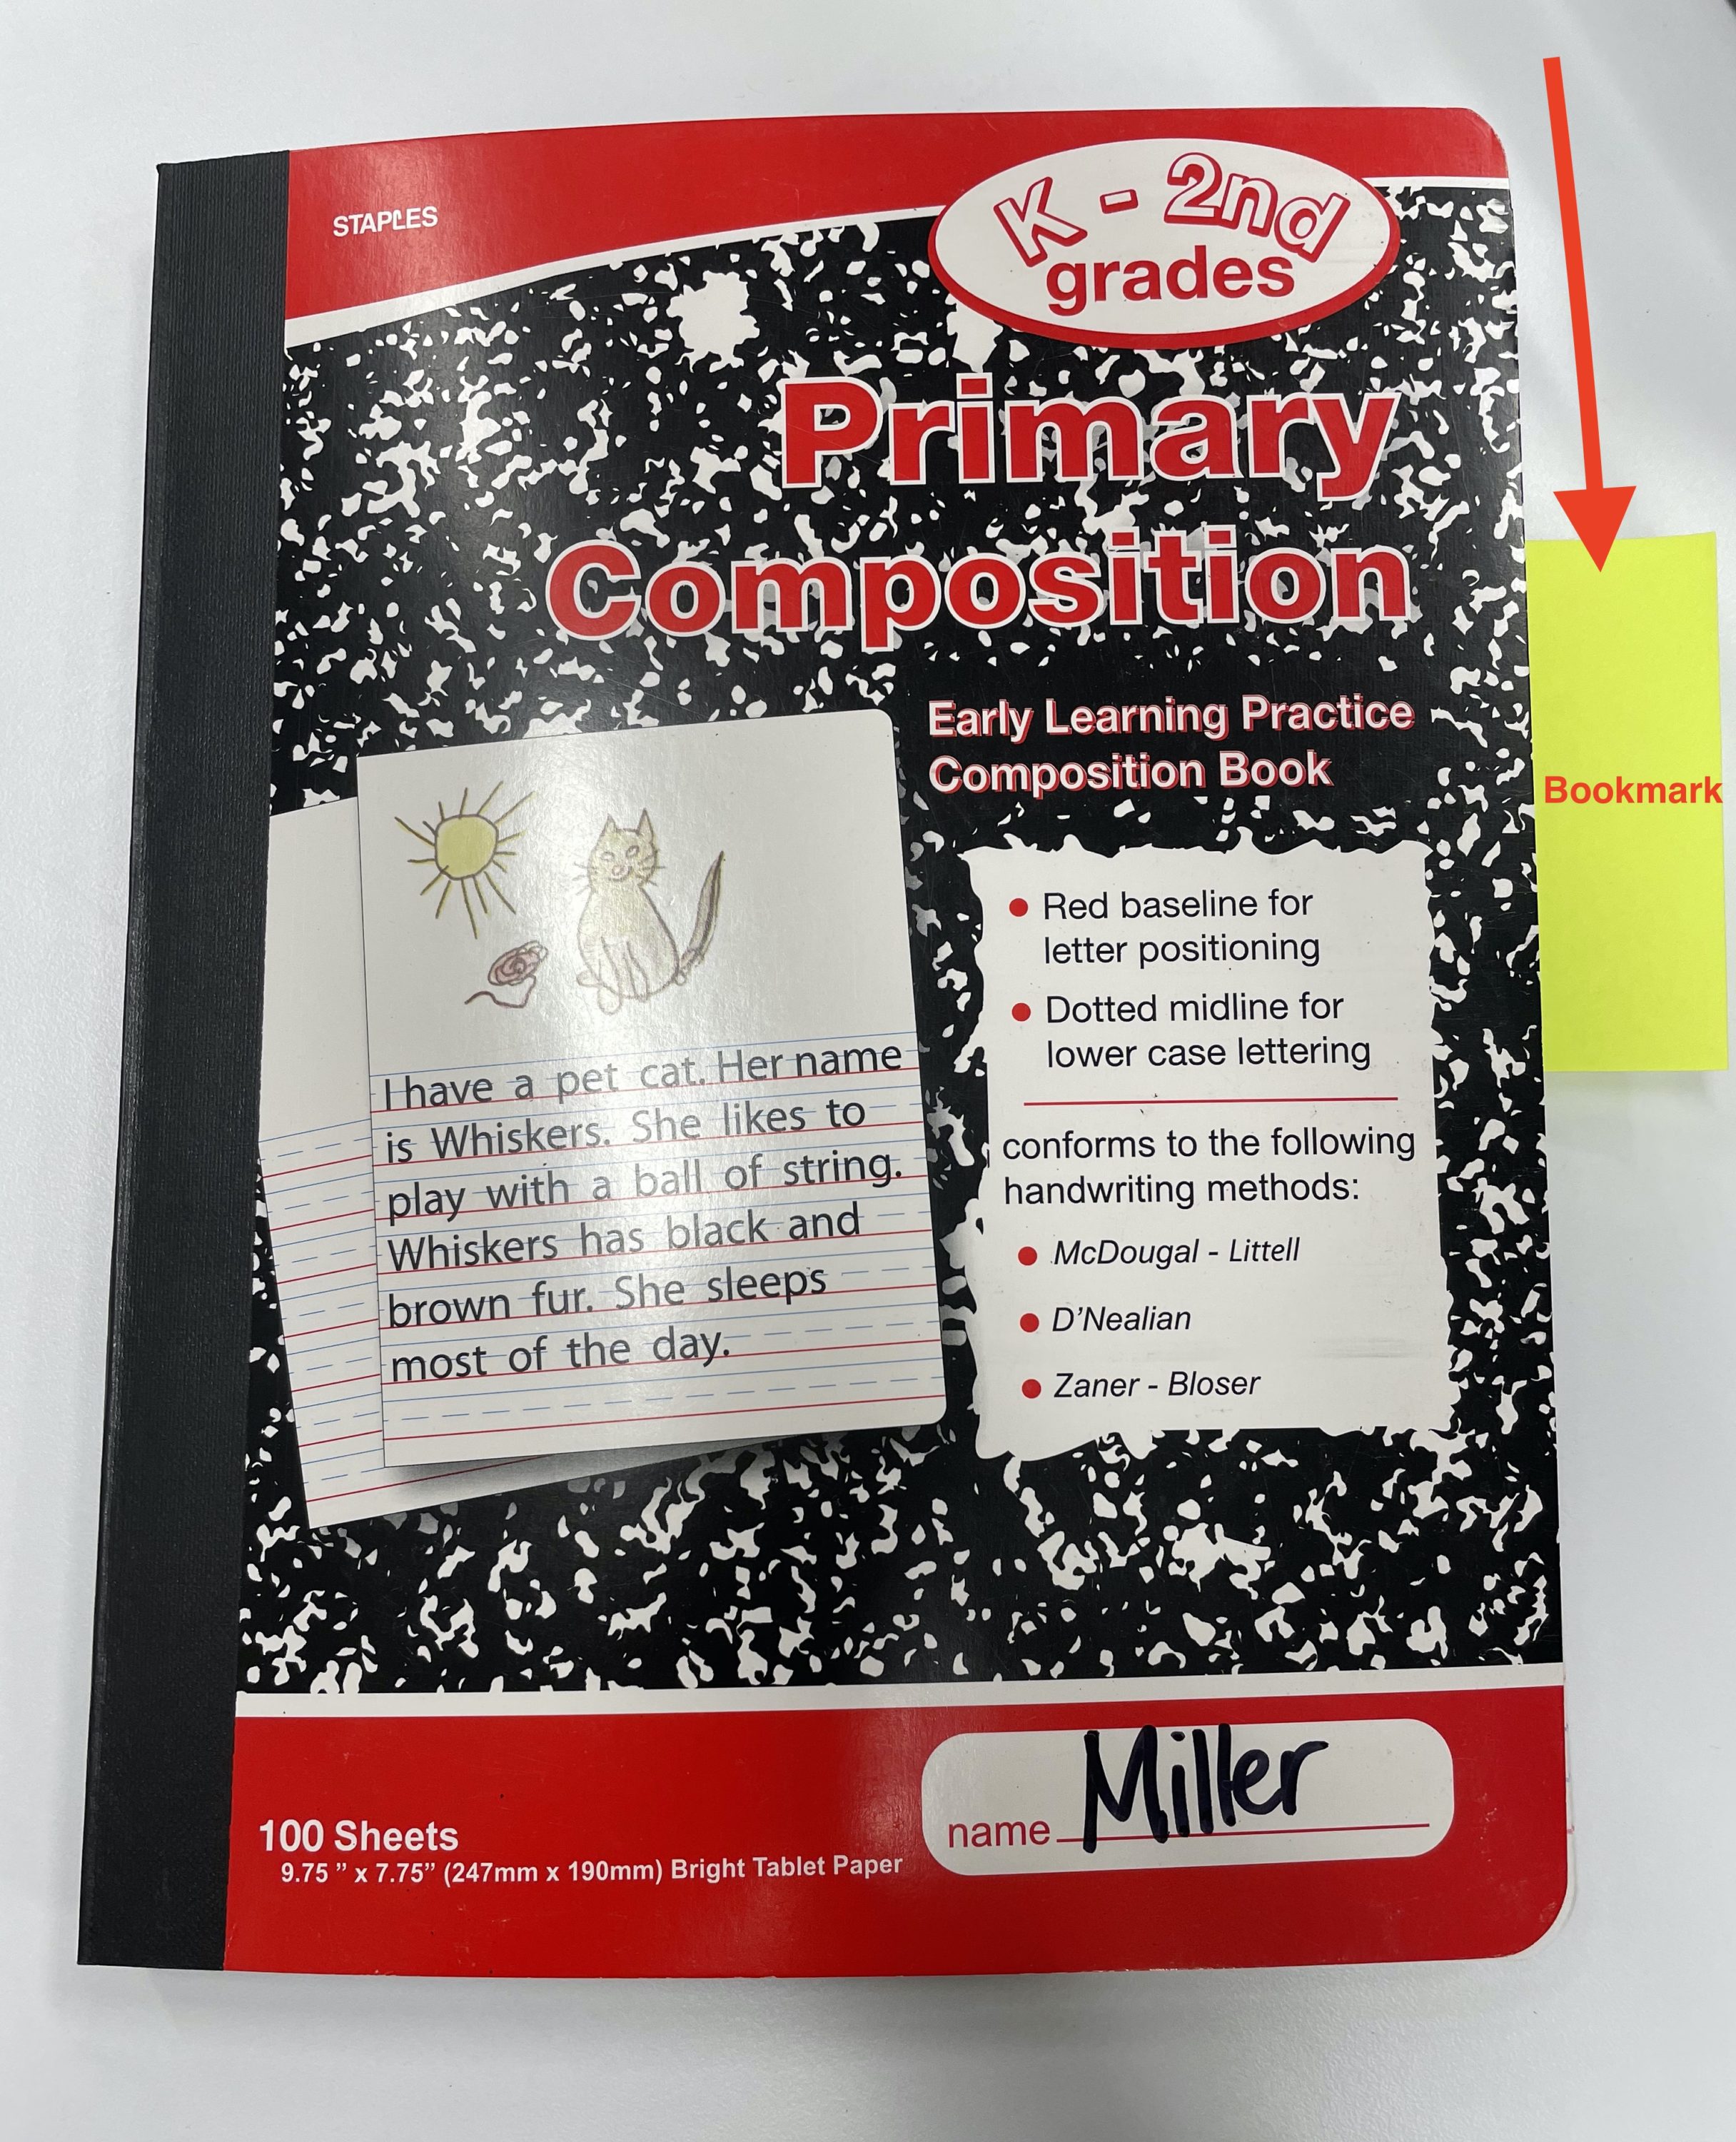 STAPLES
K - 2nd
grades
Primary
Composition
Early Learning Practice
Composition Book
Bookmark
• Red baseline for
letter positioning
• Dotted midline for
lower case lettering
conforms to the following
handwriting methods:
• McDougal - Littell
• D'Nealian
• Zaner - Bloser
I have a pet cat. Her name
is Whiskers. She likes to
play with a ball of string.
Whiskers has black and
brown fur. She sleeps
most of the day.
name Miller
100 Sheets
9.75 " x 7.75" (247mm x 190mm) Bright Tablet Paper